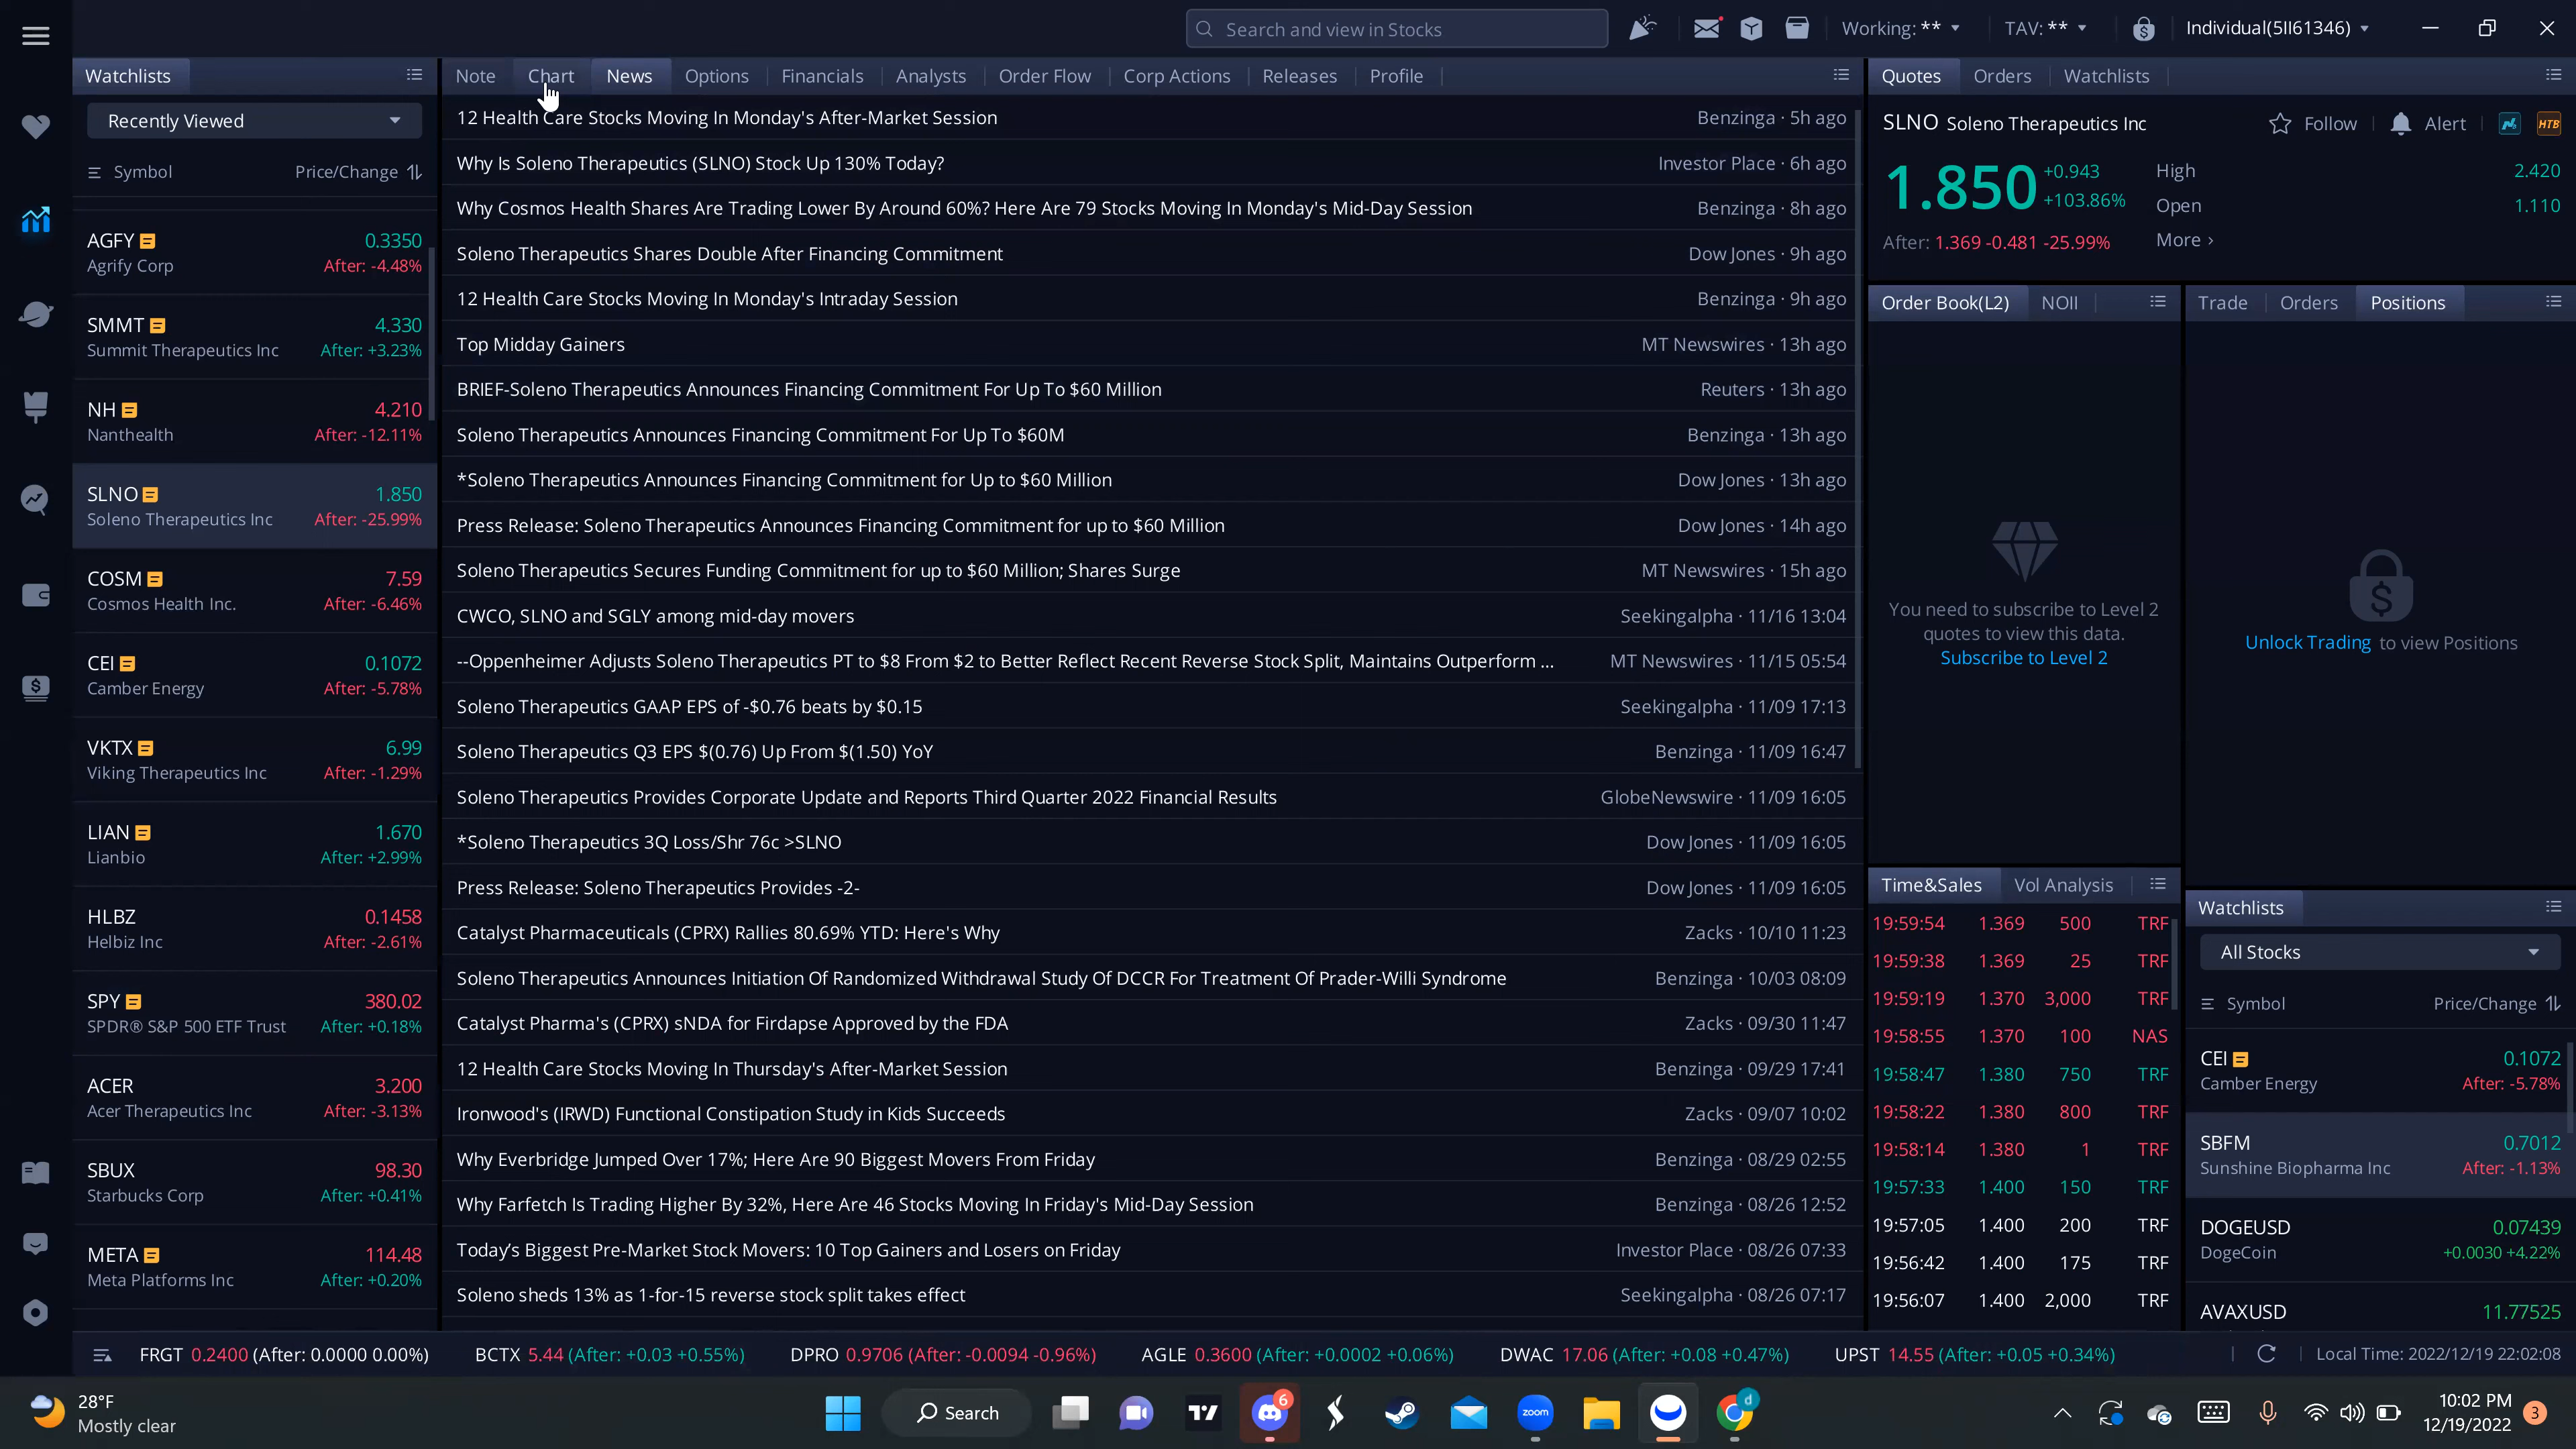 Search and view in Stocks
Working: **
TAV: **
Individual(5II61346)
Watchlists
Recently Viewed
Symbol Price/Change
AGFY 0.3350
Agrify Corp After: -4.48%
SMMT 4.330
Summit Therapeutics Inc After: +3.23%
NH 4.210
Nanthealth After: -12.11%
SLNO 1.850
Soleno Therapeutics Inc After: -25.99%
COSM 7.59
Cosmos Health Inc. After: -6.46%
CEI 0.1072
Camber Energy After: -5.78%
VKTX 6.99
Viking Therapeutics Inc After: -1.29%
LIAN 1.670
Lianbio After: +2.99%
HLBZ 0.1458
Helbiz Inc After: -2.61%
SPY 380.02
SPDR® S&P 500 ETF Trust After: +0.18%
ACER 3.200
Acer Therapeutics Inc After: -3.13%
SBUX 98.30
Starbucks Corp After: +0.41%
META 114.48
Meta Platforms Inc After: +0.20%
Note Chart News Options Financials Analysts Order Flow Corp Actions Releases Profile
12 Health Care Stocks Moving In Monday's After-Market Session Benzinga · 5h ago
Why Is Soleno Therapeutics (SLNO) Stock Up 130% Today? Investor Place · 6h ago
Why Cosmos Health Shares Are Trading Lower By Around 60%? Here Are 79 Stocks Moving In Monday's Mid-Day Session Benzinga · 8h ago
Soleno Therapeutics Shares Double After Financing Commitment Dow Jones · 9h ago
12 Health Care Stocks Moving In Monday's Intraday Session Benzinga · 9h ago
Top Midday Gainers MT Newswires · 13h ago
BRIEF-Soleno Therapeutics Announces Financing Commitment For Up To $60 Million Reuters · 13h ago
Soleno Therapeutics Announces Financing Commitment For Up To $60M Benzinga · 13h ago
*Soleno Therapeutics Announces Financing Commitment for Up to $60 Million Dow Jones · 13h ago
Press Release: Soleno Therapeutics Announces Financing Commitment for up to $60 Million Dow Jones · 14h ago
Soleno Therapeutics Secures Funding Commitment for up to $60 Million; Shares Surge MT Newswires · 15h ago
CWCO, SLNO and SGLY among mid-day movers Seekingalpha · 11/16 13:04
--Oppenheimer Adjusts Soleno Therapeutics PT to $8 From $2 to Better Reflect Recent Reverse Stock Split, Maintains Outperform ... MT Newswires · 11/15 05:54
Soleno Therapeutics GAAP EPS of -$0.76 beats by $0.15 Seekingalpha · 11/09 17:13
Soleno Therapeutics Q3 EPS $(0.76) Up From $(1.50) YoY Benzinga · 11/09 16:47
Soleno Therapeutics Provides Corporate Update and Reports Third Quarter 2022 Financial Results GlobeNewswire · 11/09 16:05
*Soleno Therapeutics 3Q Loss/Shr 76c >SLNO Dow Jones · 11/09 16:05
Press Release: Soleno Therapeutics Provides -2- Dow Jones · 11/09 16:05
Catalyst Pharmaceuticals (CPRX) Rallies 80.69% YTD: Here's Why Zacks · 10/10 11:23
Soleno Therapeutics Announces Initiation Of Randomized Withdrawal Study Of DCCR For Treatment Of Prader-Willi Syndrome Benzinga · 10/03 08:09
Catalyst Pharma's (CPRX) sNDA for Firdapse Approved by the FDA Zacks · 09/30 11:47
12 Health Care Stocks Moving In Thursday's After-Market Session Benzinga · 09/29 17:41
Ironwood's (IRWD) Functional Constipation Study in Kids Succeeds Zacks · 09/07 10:02
Why Everbridge Jumped Over 17%; Here Are 90 Biggest Movers From Friday Benzinga · 08/29 02:55
Why Farfetch Is Trading Higher By 32%, Here Are 46 Stocks Moving In Friday's Mid-Day Session Benzinga · 08/26 12:52
Today's Biggest Pre-Market Stock Movers: 10 Top Gainers and Losers on Friday Investor Place · 08/26 07:33
Soleno sheds 13% as 1-for-15 reverse stock split takes effect Seekingalpha · 08/26 07:17
Quotes Orders Watchlists
SLNO Soleno Therapeutics Inc Follow Alert HTB
1.850 +0.943 +103.86%
High 2.420
Open 1.110
After: 1.369 -0.481 -25.99% More ›
Order Book(L2) NOII
You need to subscribe to Level 2
quotes to view this data.
Subscribe to Level 2
Trade Orders Positions
Unlock Trading to view Positions
Time&Sales Vol Analysis
19:59:54 1.369 500 TRF
19:59:38 1.369 25 TRF
19:59:19 1.370 3,000 TRF
19:58:55 1.370 100 NAS
19:58:47 1.380 750 TRF
19:58:22 1.380 800 TRF
19:58:14 1.380 1 TRF
19:57:33 1.400 150 TRF
19:57:05 1.400 200 TRF
19:56:42 1.400 175 TRF
19:56:07 1.400 2,000 TRF
Watchlists
All Stocks
Symbol Price/Change
CEI 0.1072
Camber Energy After: -5.78%
SBFM 0.7012
Sunshine Biopharma Inc After: -1.13%
DOGEUSD 0.07439
DogeCoin +0.0030 +4.22%
AVAXUSD 11.77525
FRGT 0.2400 (After: 0.0000 0.00%) BCTX 5.44 (After: +0.03 +0.55%) DPRO 0.9706 (After: -0.0094 -0.96%) AGLE 0.3600 (After: +0.0002 +0.06%) DWAC 17.06 (After: +0.08 +0.47%) UPST 14.55 (After: +0.05 +0.34%) Local Time: 2022/12/19 22:02:08
28°F
Mostly clear
Search
6
zoom
d
10:02 PM
12/19/2022
3